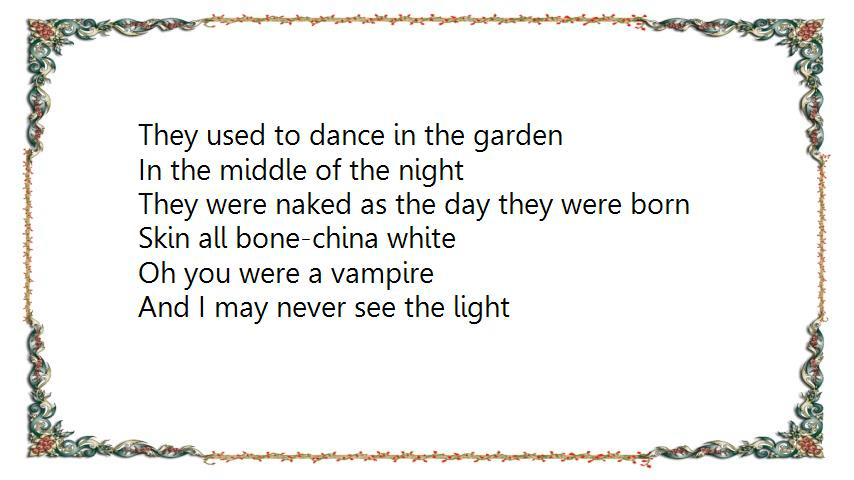 They used to dance in the garden
In the middle of the night
They were naked as the day they were born
Skin all bone-china white
Oh you were a vampire
And I may never see the light